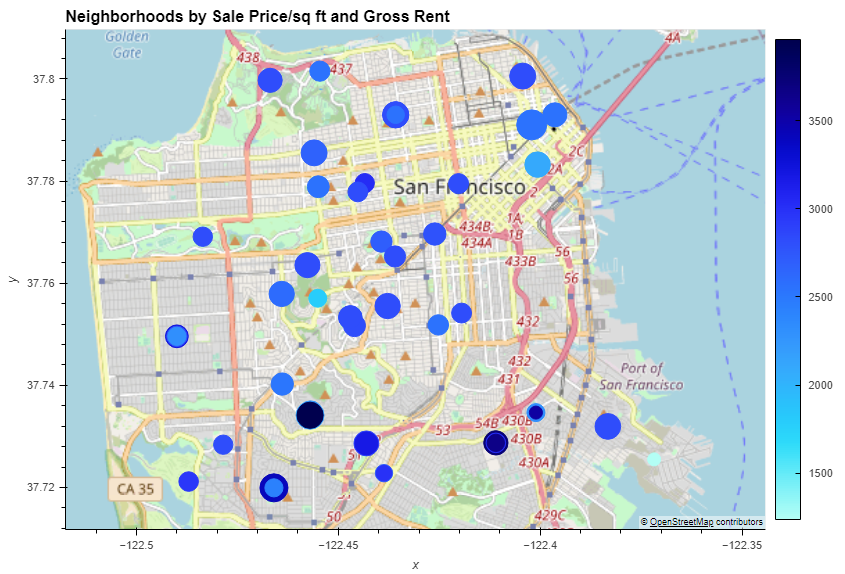 Neighborhoods by Sale Price/sq ft and Gross Rent
Golden
Gate
438
437
4A
37.8
37.78
37.76
37.74
37.72
y
2C
2A
2
San Francisco
1A
1B
434B
434A
433B
56
56
432
432
431
Port of
San Francisco
53
54B
430B
430B
430A
CA 35
50
429C
© OpenStreetMap contributors
−122.5
−122.45
−122.4
−122.35
x
3500
3000
2500
2000
1500